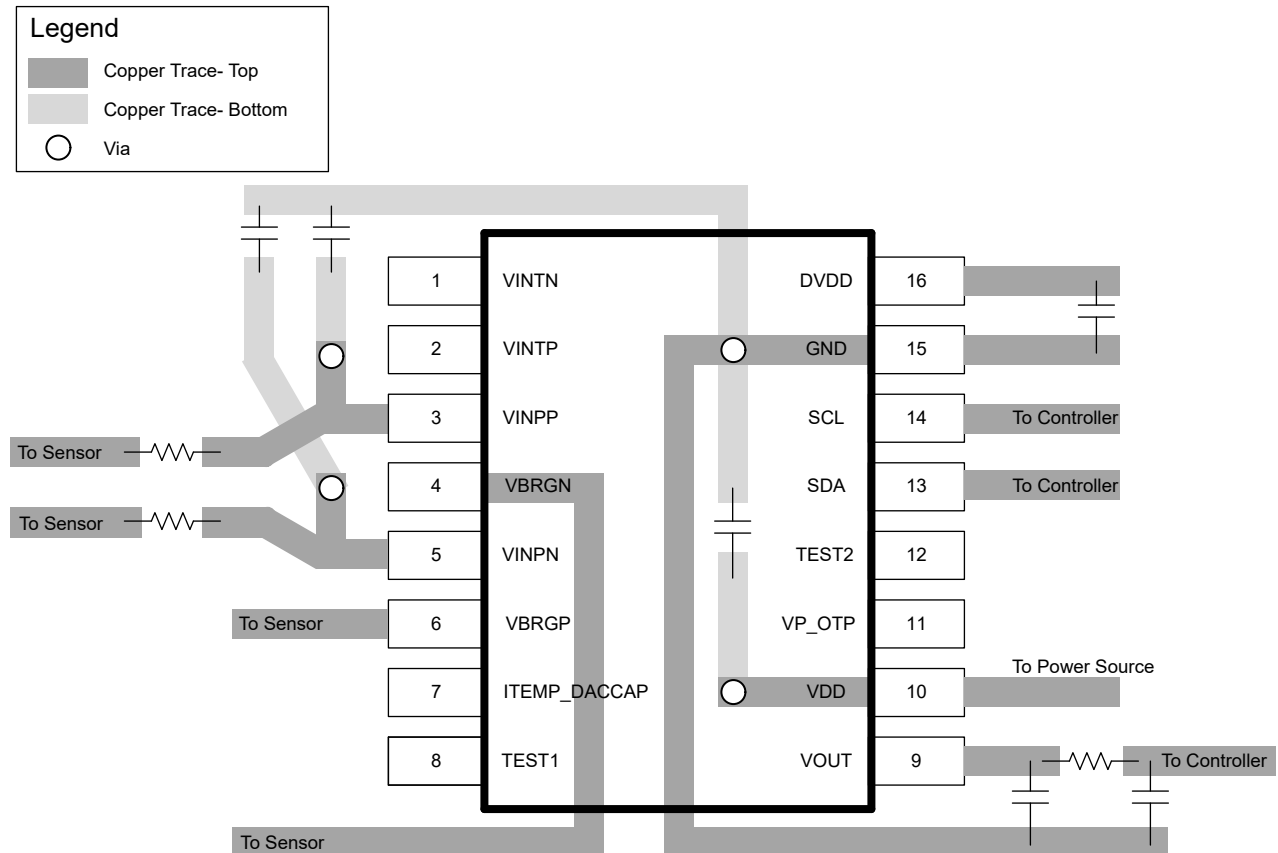 Legend
Copper Trace- Top
Copper Trace- Bottom
Via
1 VINTN DVDD 16
2 VINTP GND 15
3 VINPP SCL 14 To Controller
To Sensor
4 VBRGN SDA 13 To Controller
To Sensor
5 VINPN TEST2 12
To Sensor 6 VBRGP VP_OTP 11
To Power Source
7 ITEMP_DACCAP VDD 10
8 TEST1 VOUT 9 To Controller
To Sensor